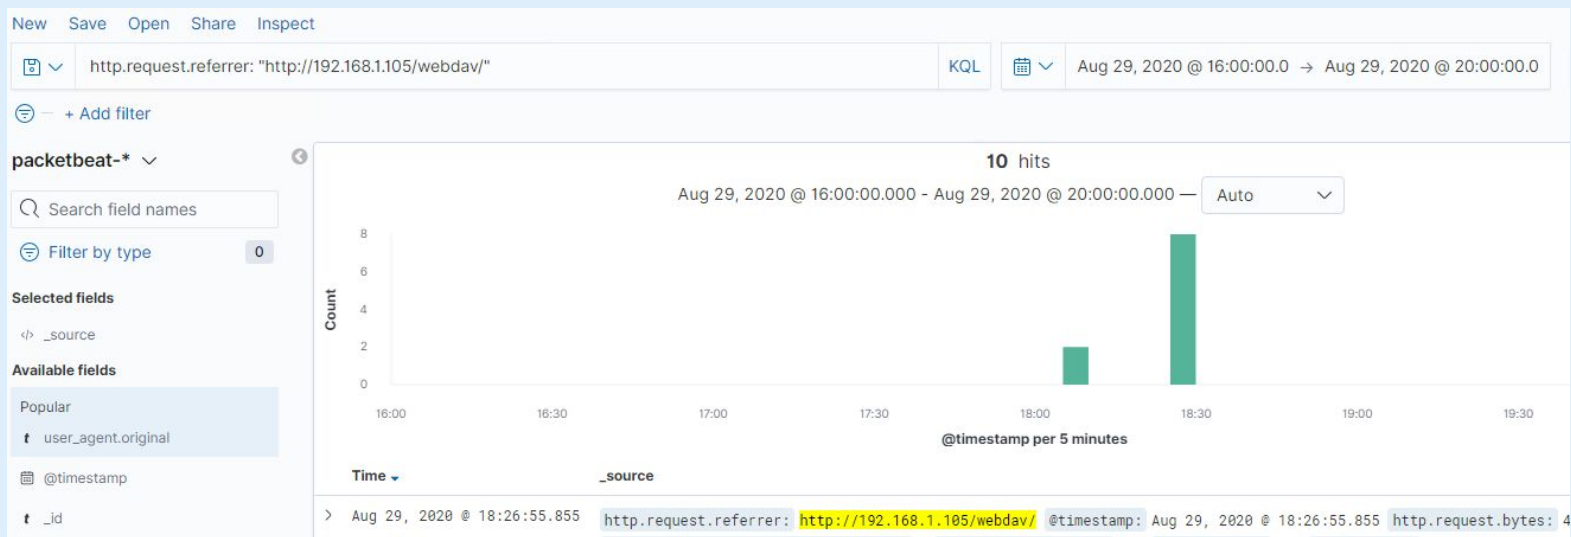 New Save Open Share Inspect
http.request.referrer: "http://192.168.1.105/webdav/" KQL Aug 29, 2020 @ 16:00:00.0 → Aug 29, 2020 @ 20:00:00.0
+ Add filter
packetbeat-*
Search field names
Filter by type 0
Selected fields
</> _source
Available fields
Popular
t user_agent.original
@timestamp
t _id
10 hits
Aug 29, 2020 @ 16:00:00.000 - Aug 29, 2020 @ 20:00:00.000 — Auto
Count
8
6
4
2
0
16:00 16:30 17:00 17:30 18:00 18:30 19:00 19:30
@timestamp per 5 minutes
Time _source
Aug 29, 2020 @ 18:26:55.855 http.request.referrer: http://192.168.1.105/webdav/ @timestamp: Aug 29, 2020 @ 18:26:55.855 http.request.bytes: 4